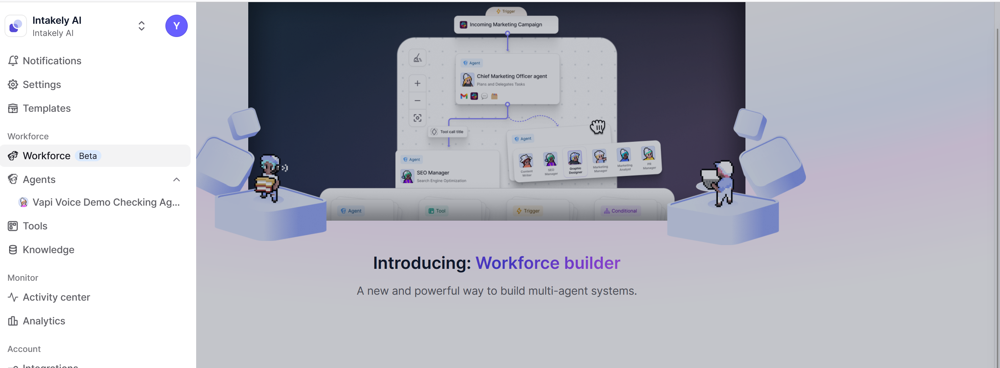 Intakely AI
Intakely AI
Y
Notifications
Settings
Templates
Workforce
Workforce Beta
Agents
Vapi Voice Demo Checking Ag...
Tools
Knowledge
Monitor
Activity center
Analytics
Account
Integrations
Trigger
Incoming Marketing Campaign
Agent
Chief Marketing Officer agent
Plans and Delegates Tasks
Tool call title
Agent
SEO Manager
Search Engine Optimization
Agent
Content Writer
SEO Manager
Graphic Designer
Marketing Manager
Marketing Analyst
PR Manager
Agent
Tool
Trigger
Conditional
Introducing: Workforce builder
A new and powerful way to build multi-agent systems.